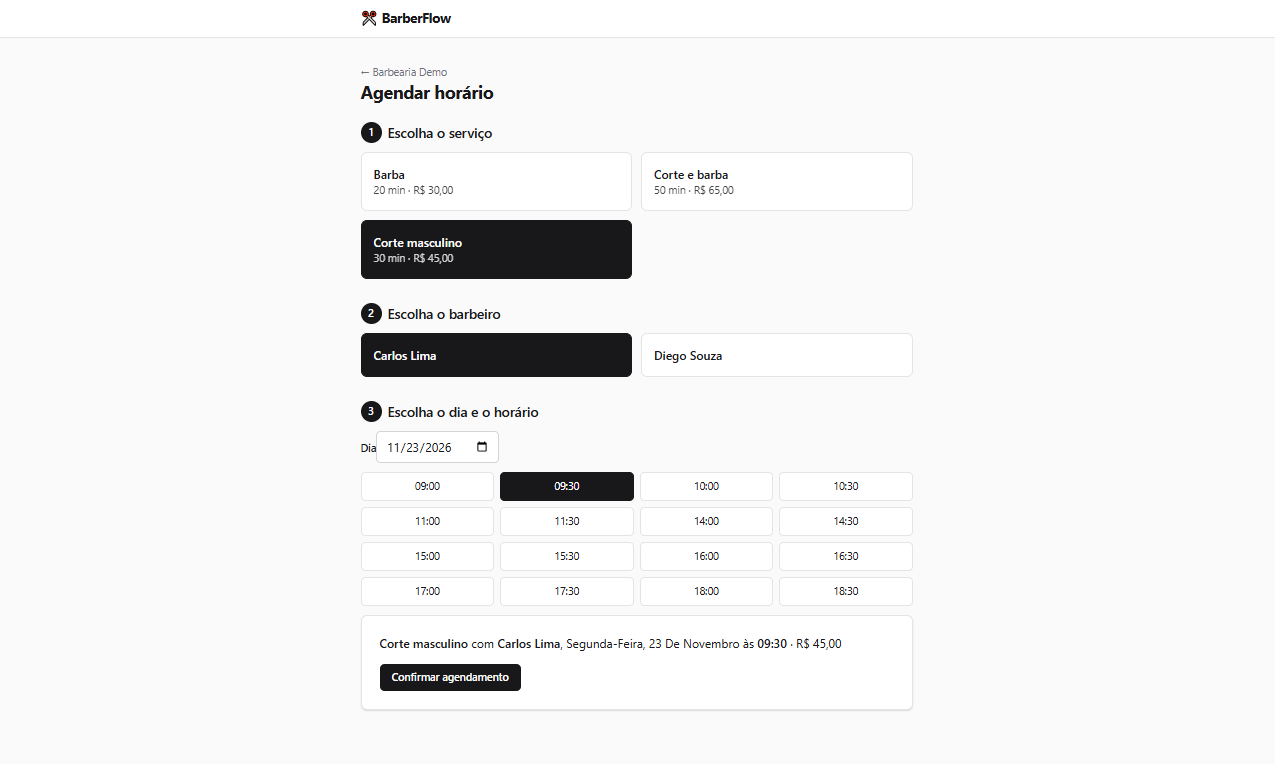 BarberFlow
← Barbearia Demo
Agendar horário
1 Escolha o serviço
Barba
20 min · R$ 30,00
Corte e barba
50 min · R$ 65,00
Corte masculino
30 min · R$ 45,00
2 Escolha o barbeiro
Carlos Lima
Diego Souza
3 Escolha o dia e o horário
Dia 11/23/2026
09:00 09:30 10:00 10:30
11:00 11:30 14:00 14:30
15:00 15:30 16:00 16:30
17:00 17:30 18:00 18:30
Corte masculino com Carlos Lima, Segunda-Feira, 23 De Novembro às 09:30 · R$ 45,00
Confirmar agendamento